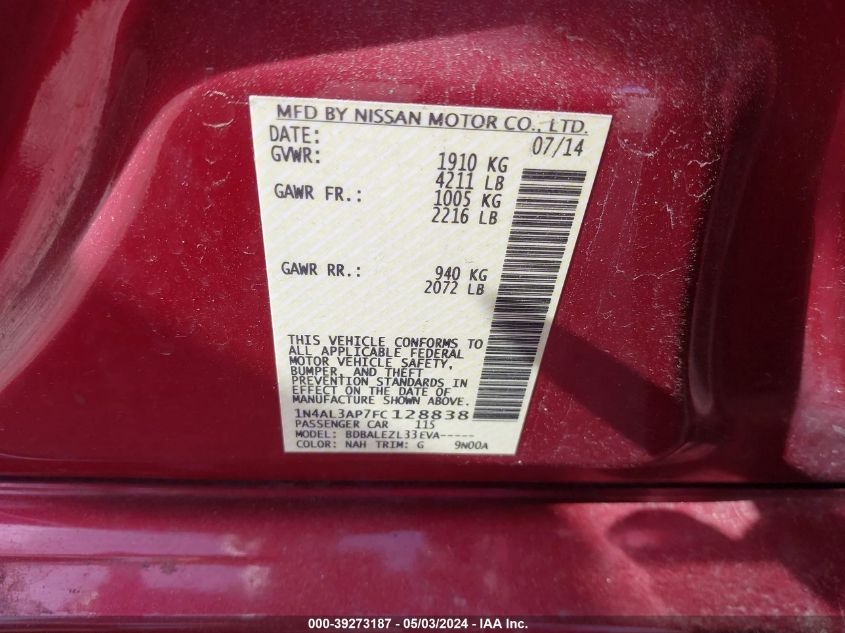 MFD BY NISSAN MOTOR CO., LTD.
DATE: 07/14
GVWR: 1910 KG
4211 LB
GAWR FR.: 1005 KG
2216 LB
GAWR RR.: 940 KG
2072 LB
THIS VEHICLE CONFORMS TO
ALL APPLICABLE FEDERAL
MOTOR VEHICLE SAFETY,
BUMPER, AND THEFT
PREVENTION STANDARDS IN
EFFECT ON THE DATE OF
MANUFACTURE SHOWN ABOVE.
1N4AL3AP7FC128838
PASSENGER CAR 115
MODEL: BDBALEZL33EVA-----
COLOR: NAH TRIM: G 9N00A
000-39273187 - 05/03/2024 - IAA Inc.